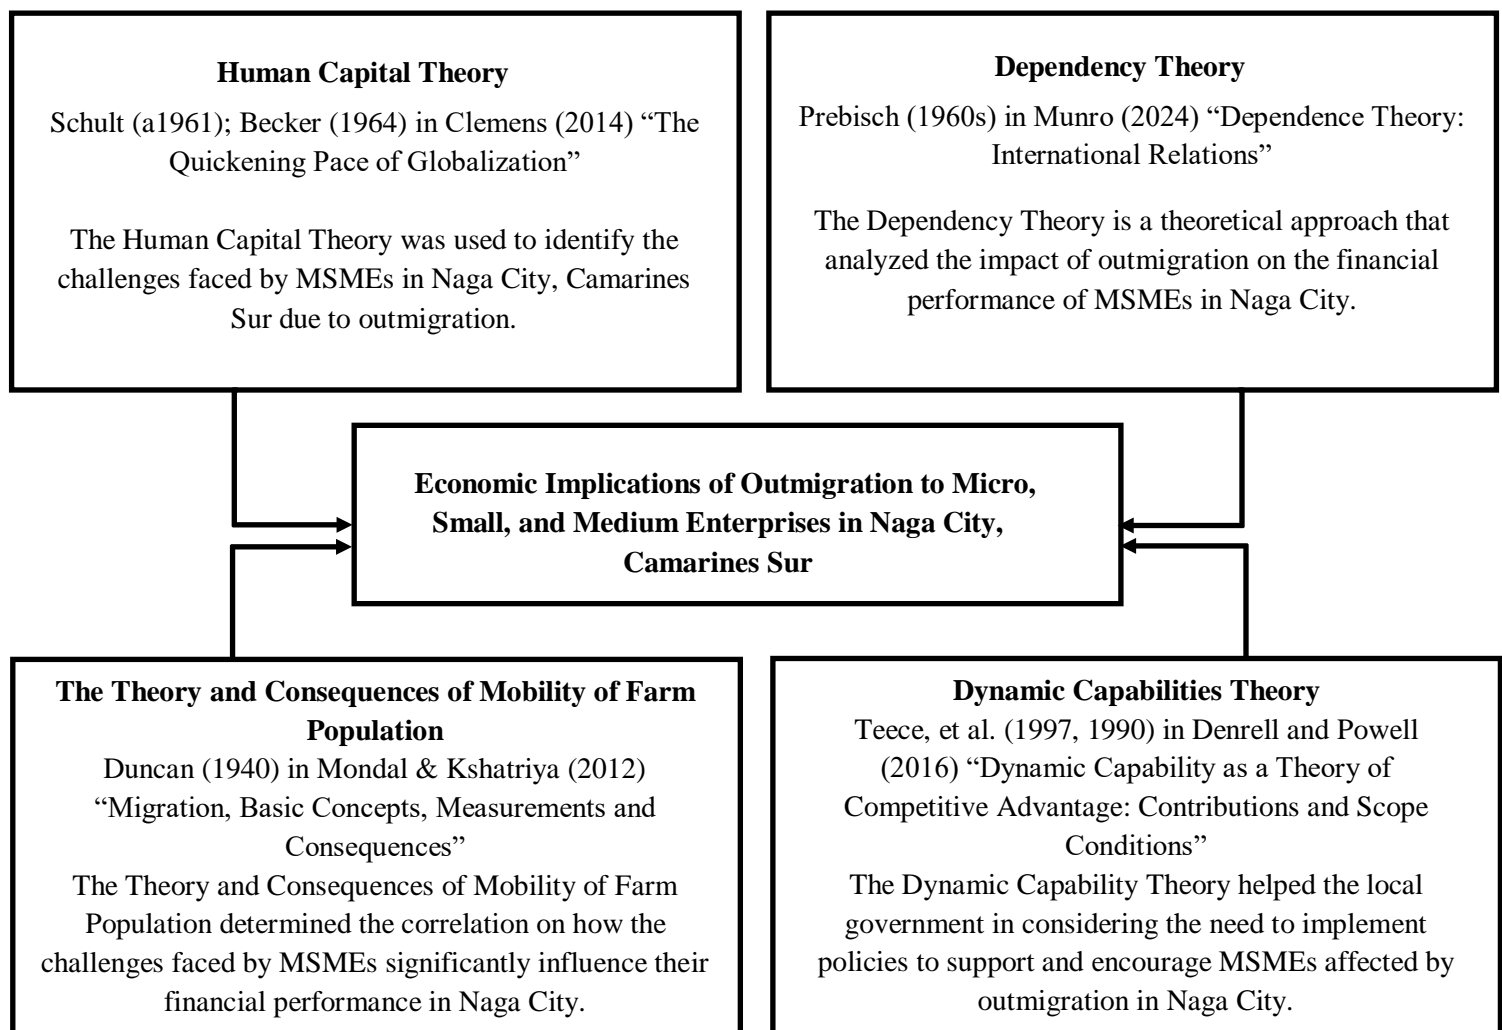 Human Capital Theory
Schult (a1961); Becker (1964) in Clemens (2014) “The
Quickening Pace of Globalization”
The Human Capital Theory was used to identify the
challenges faced by MSMEs in Naga City, Camarines
Sur due to outmigration.
Dependency Theory
Prebisch (1960s) in Munro (2024) “Dependence Theory:
International Relations”
The Dependency Theory is a theoretical approach that
analyzed the impact of outmigration on the financial
performance of MSMEs in Naga City.
Economic Implications of Outmigration to Micro,
Small, and Medium Enterprises in Naga City,
Camarines Sur
The Theory and Consequences of Mobility of Farm
Population
Duncan (1940) in Mondal & Kshatriya (2012)
“Migration, Basic Concepts, Measurements and
Consequences”
The Theory and Consequences of Mobility of Farm
Population determined the correlation on how the
challenges faced by MSMEs significantly influence their
financial performance in Naga City.
Dynamic Capabilities Theory
Teece, et al. (1997, 1990) in Denrell and Powell
(2016) “Dynamic Capability as a Theory of
Competitive Advantage: Contributions and Scope
Conditions”
The Dynamic Capability Theory helped the local
government in considering the need to implement
policies to support and encourage MSMEs affected by
outmigration in Naga City.